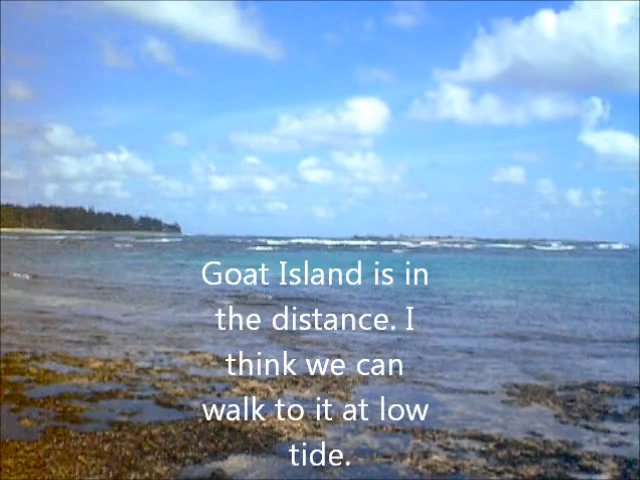 Goat Island is in
the distance. I
think we can
walk to it at low
tide.